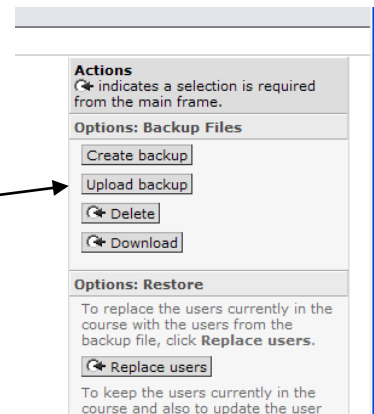 Actions
indicates a selection is required
from the main frame.
Options: Backup Files
Create backup
Upload backup
Delete
Download
Options: Restore
To replace the users currently in the
course with the users from the
backup file, click Replace users.
Replace users
To keep the users currently in the
course and also to update the user